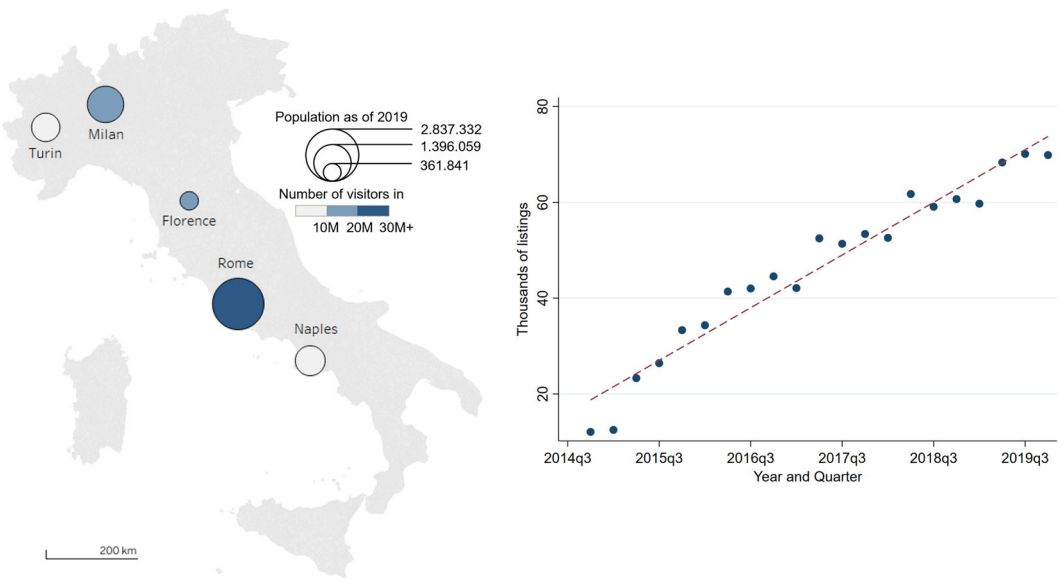 Milan
Turin
Florence
Rome
Naples
Population as of 2019
2.837.332
1.396.059
361.841
Number of visitors in
10M 20M 30M+
200 km
Thousands of listings
80
60
40
20
2014q3 2015q3 2016q3 2017q3 2018q3 2019q3
Year and Quarter